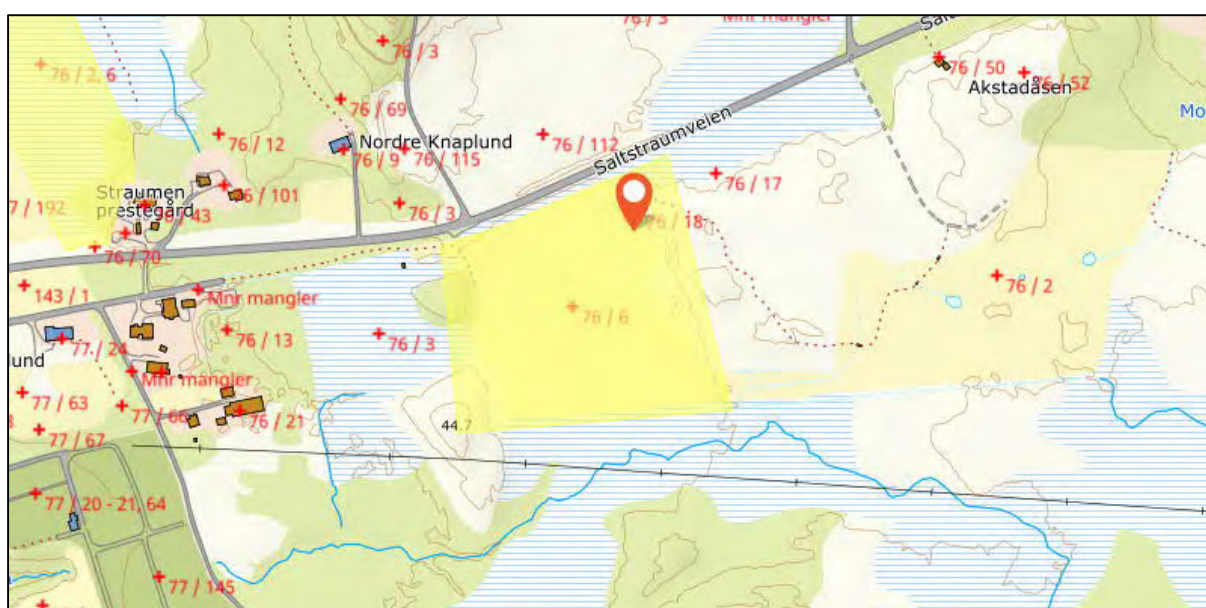 76 / 3
Mnr mangler
Saltst
76 / 3
76 / 2, 6
76 / 50
76 / 52
Akstadåsen
Mo
76 / 69
76 / 12
Nordre Knaplund
76 / 112
76 / 9
76 / 115
Saltstraumveien
76 / 17
Straumen
prestegård
76 / 101
76 / 43
7 / 192
76 / 3
76 / 18
76 / 70
76 / 2
143 / 1
Mnr mangler
76 / 6
76 / 13
76 / 3
77 / 24
lund
Mnr mangler
77 / 63
77 / 66
76 / 21
44.7
77 / 67
77 / 20 - 21, 64
77 / 145